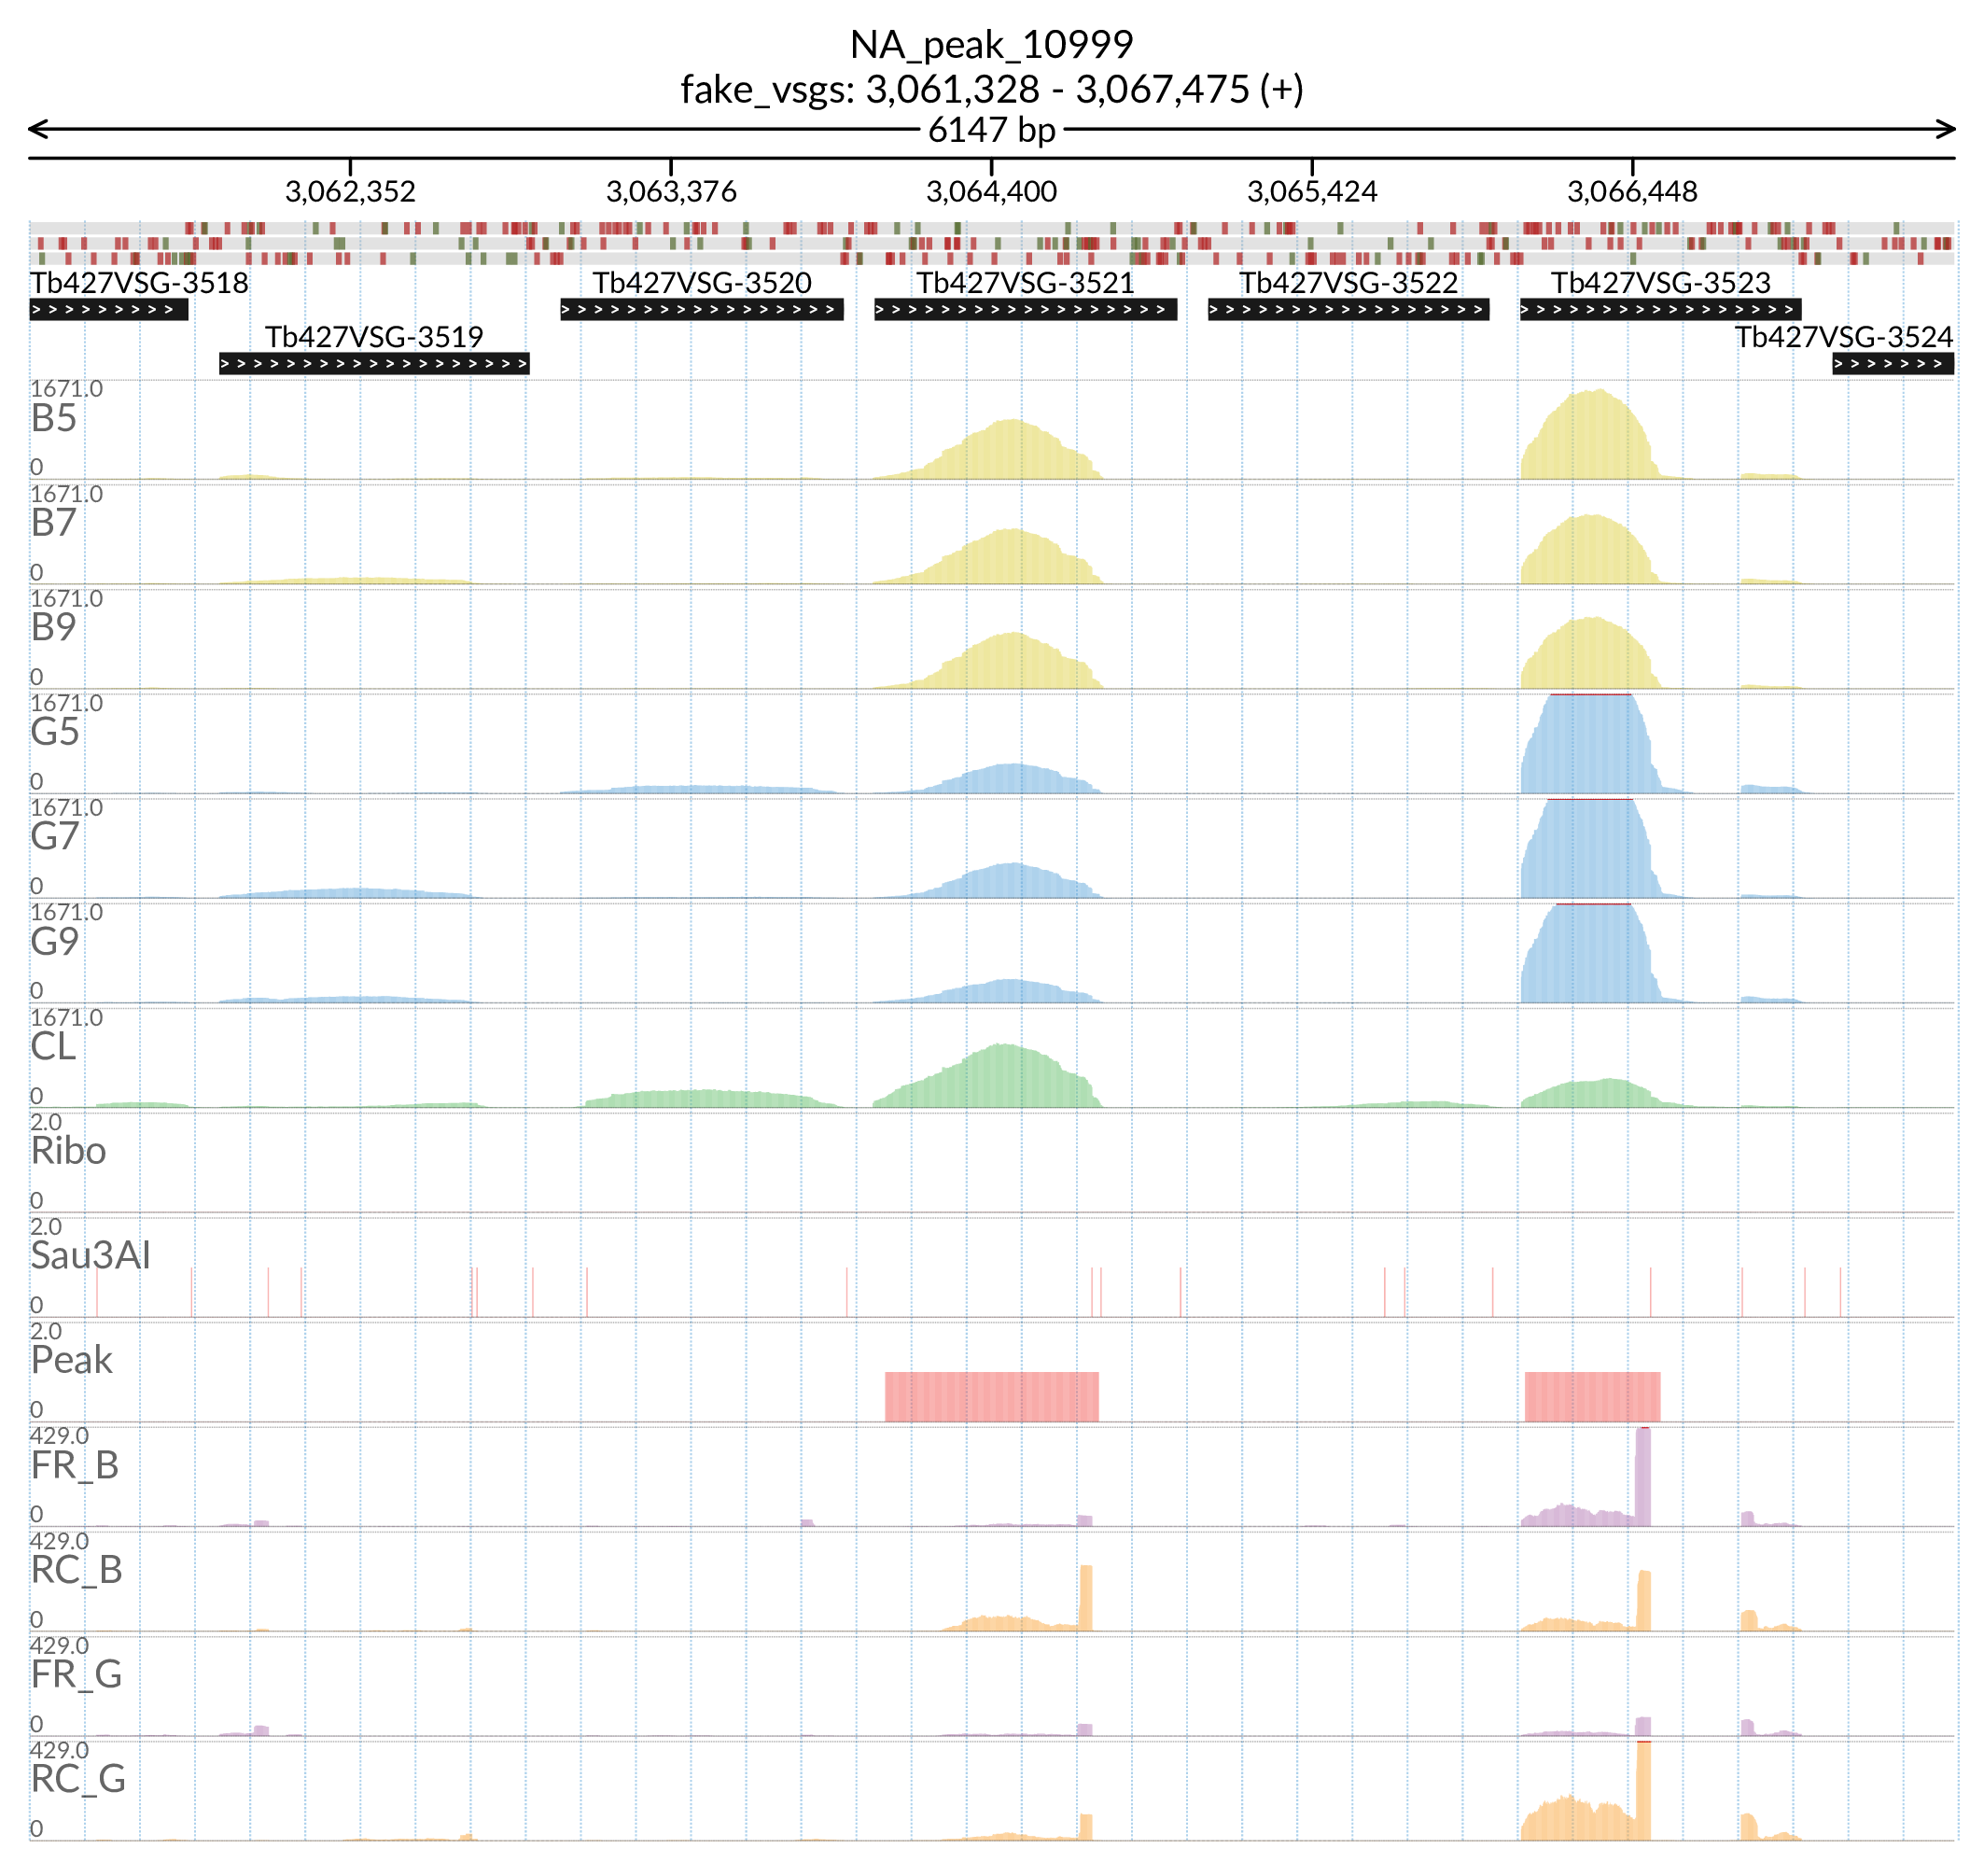 NA_peak_10999
fake_vsgs: 3,061,328 - 3,067,475 (+)
6147 bp
3,062,352 3,063,376 3,064,400 3,065,424 3,066,448
Tb427VSG-3518 Tb427VSG-3520 Tb427VSG-3521 Tb427VSG-3522 Tb427VSG-3523
Tb427VSG-3519 Tb427VSG-3524
1671.0
B5
0
1671.0
B7
0
1671.0
B9
0
1671.0
G5
0
1671.0
G7
0
1671.0
G9
0
1671.0
CL
0
2.0
Ribo
0
2.0
Sau3AI
0
2.0
Peak
0
429.0
FR_B
0
429.0
RC_B
0
429.0
FR_G
0
429.0
RC_G
0